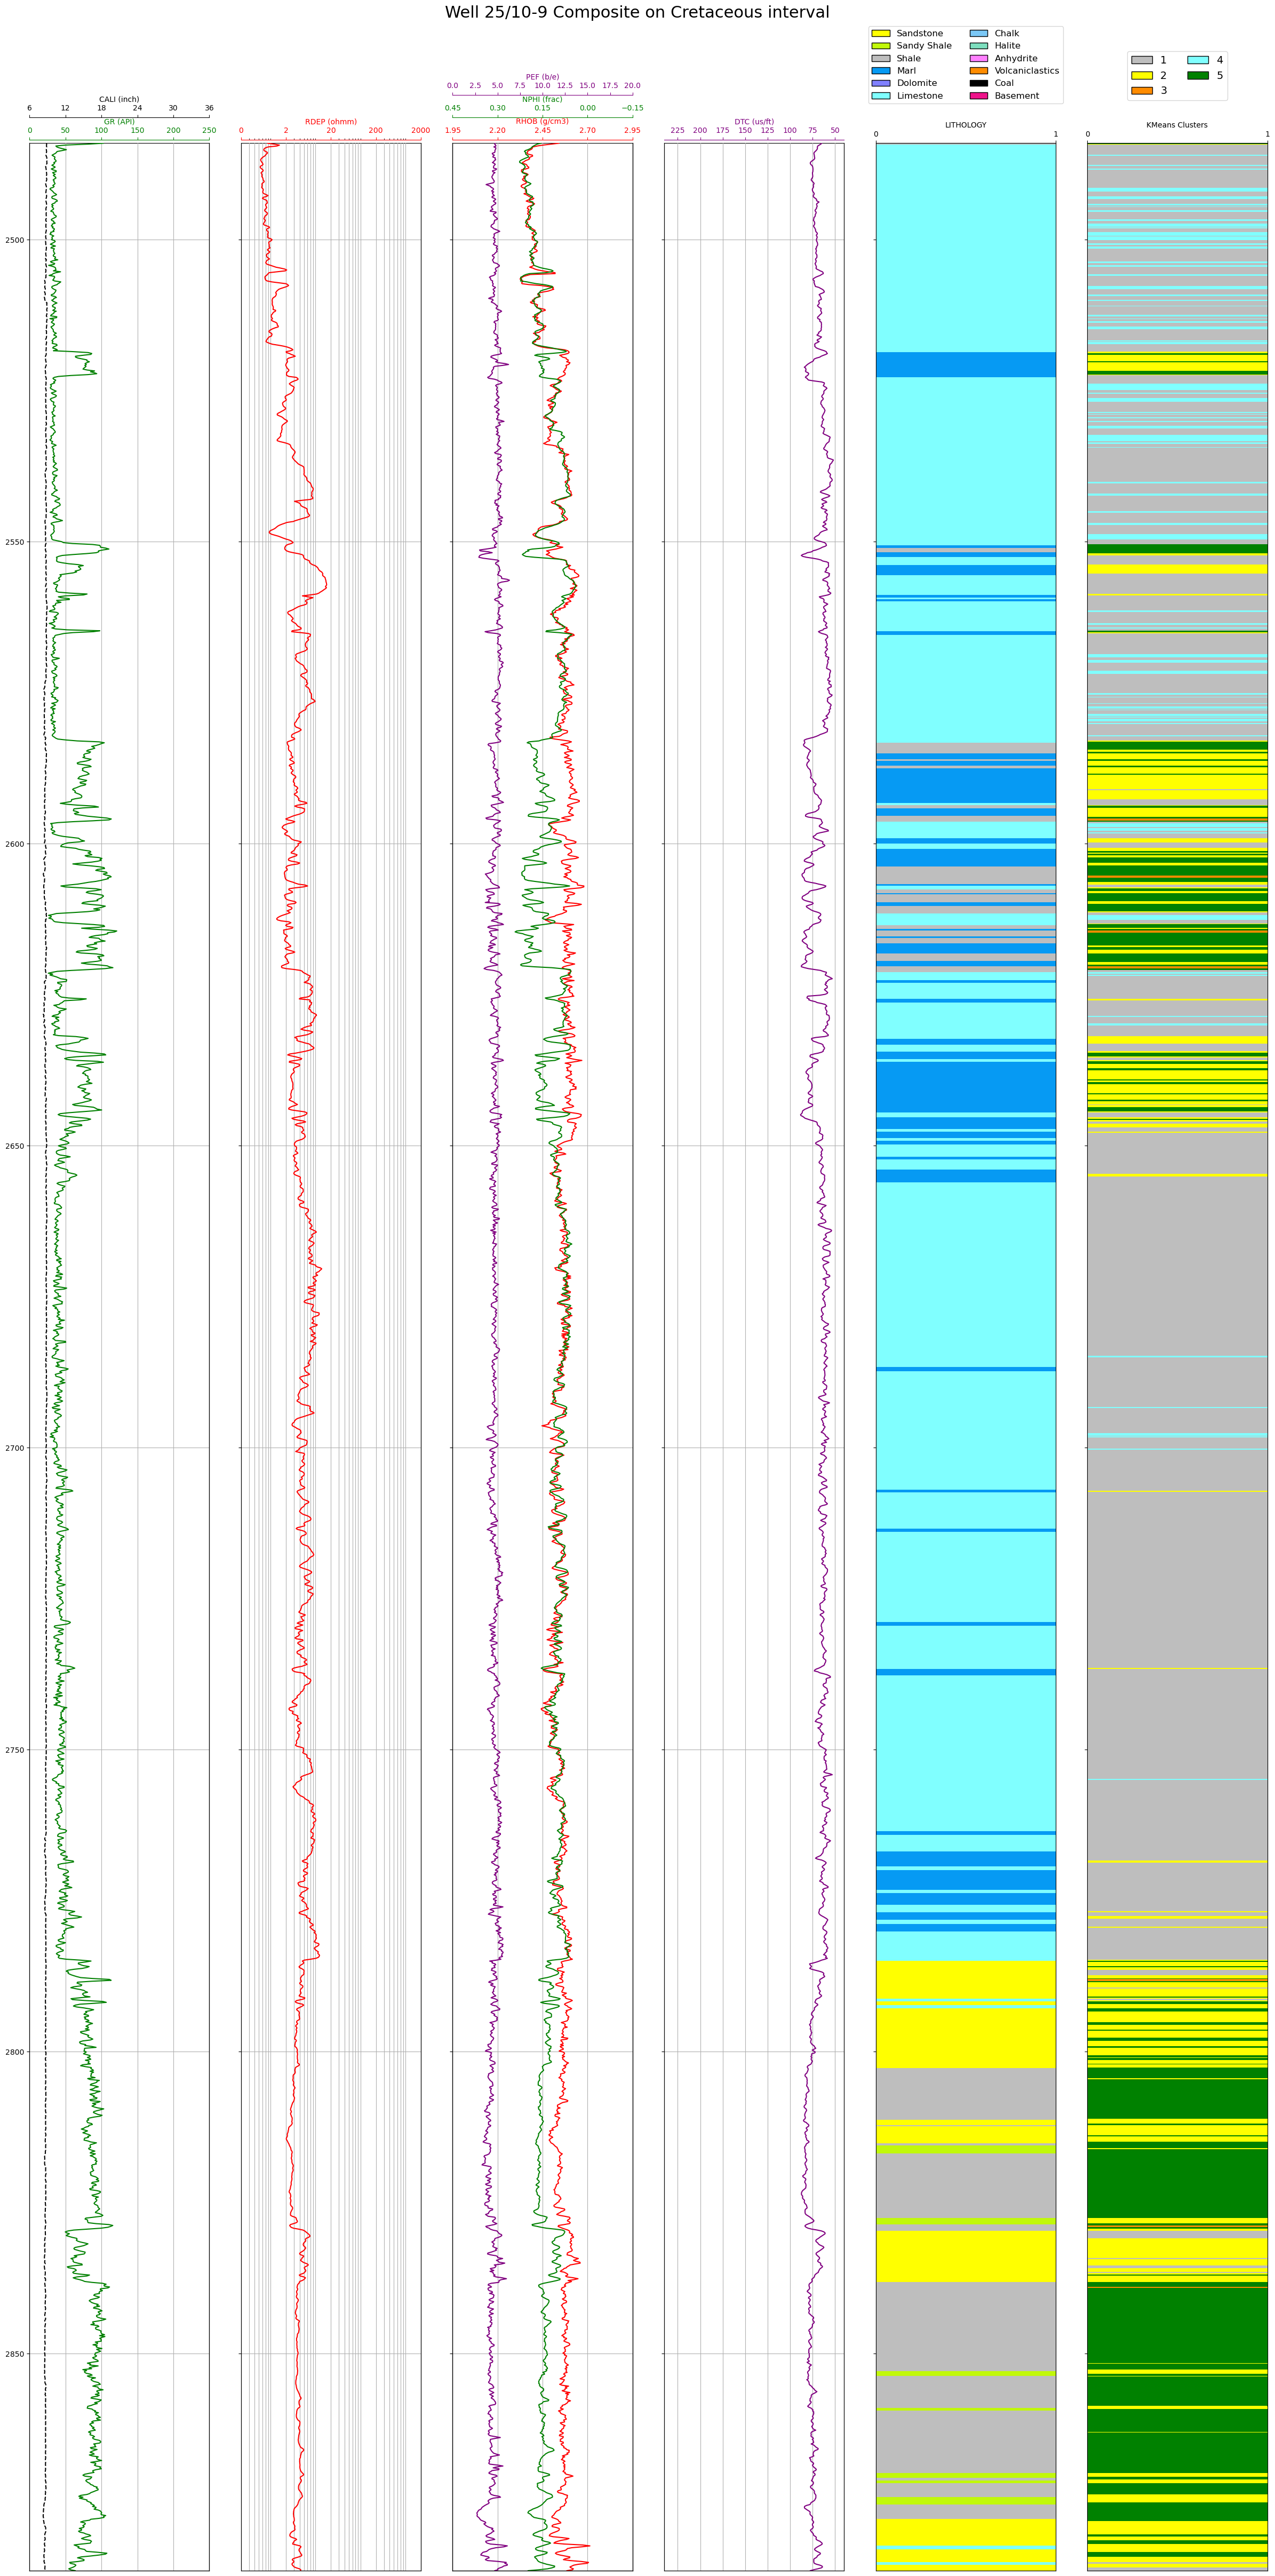 Well 25/10-9 Composite on Cretaceous interval
Sandstone Chalk
Sandy Shale Halite
Shale Anhydrite
Marl Volcaniclastics
Dolomite Coal
Limestone Basement
1 4
2 5
3
PEF (b/e)
0.0 2.5 5.0 7.5 10.0 12.5 15.0 17.5 20.0
CALI (inch)
6 12 18 24 30 36
NPHI (frac)
0.45 0.30 0.15 0.00 −0.15
GR (API)
0 50 100 150 200 250
RDEP (ohmm)
0 2 20 200 2000
RHOB (g/cm3)
1.95 2.20 2.45 2.70 2.95
DTC (us/ft)
225 200 175 150 125 100 75 50
LITHOLOGY
0 1
KMeans Clusters
0 1
2500
2550
2600
2650
2700
2750
2800
2850